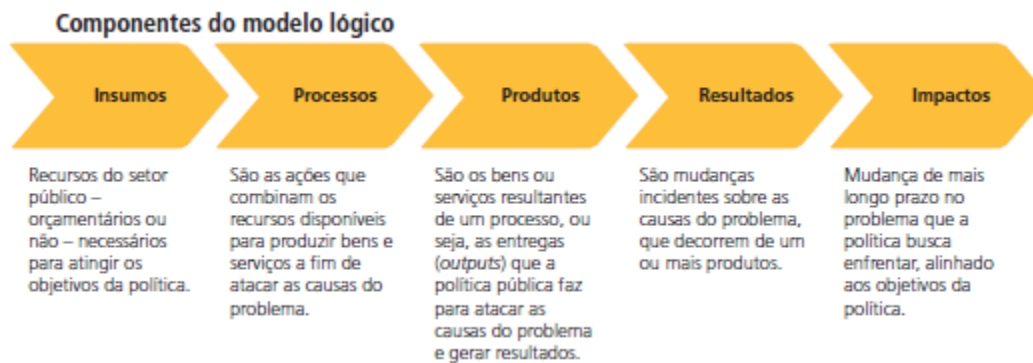 Componentes do modelo lógico
Insumos
Processos
Produtos
Resultados
Impactos
Recursos do setor
público –
orçamentários ou
não – necessários
para atingir os
objetivos da política.
São as ações que
combinam os
recursos disponíveis
para produzir bens e
serviços a fim de
atacar as causas do
problema.
São os bens ou
serviços resultantes
de um processo, ou
seja, as entregas
(outputs) que a
política pública faz
para atacar as
causas do problema
e gerar resultados.
São mudanças
incidentes sobre as
causas do problema,
que decorrem de um
ou mais produtos.
Mudança de mais
longo prazo no
problema que a
política busca
enfrentar, alinhado
aos objetivos da
política.